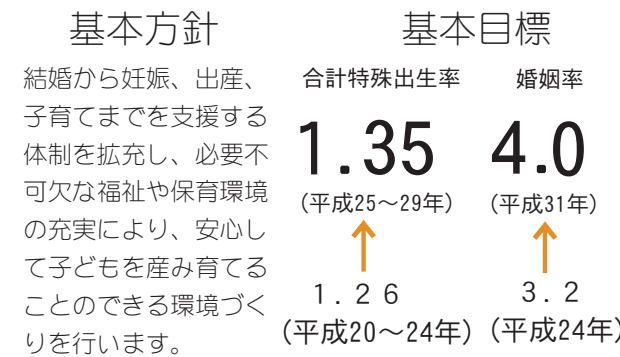 基本方針
結婚から妊娠、出産、
子育てまでを支援する
体制を拡充し、必要不
可欠な福祉や保育環境
の充実により、安心し
て子どもを産み育てる
ことのできる環境づく
りを行います。
基本目標
合計特殊出生率
1.35
(平成25～29年)
1.26
(平成20～24年)
婚姻率
4.0
(平成31年)
3.2
(平成24年)